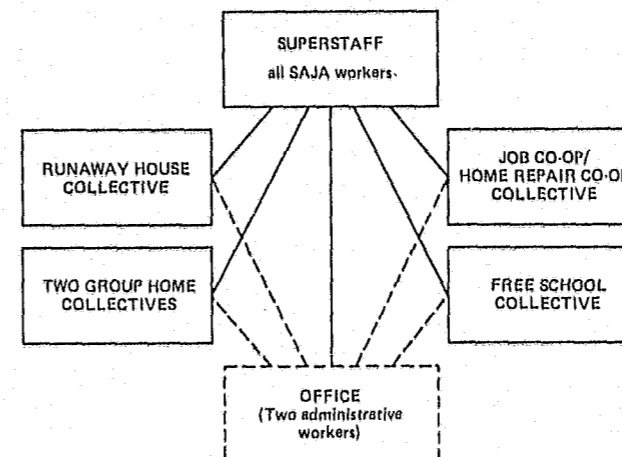 SUPERSTAFF
all SAJA workers.
RUNAWAY HOUSE
COLLECTIVE
JOB CO-OP/
HOME REPAIR CO-OP
COLLECTIVE
TWO GROUP HOME
COLLECTIVES
FREE SCHOOL
COLLECTIVE
OFFICE
(Two administrative
workers)